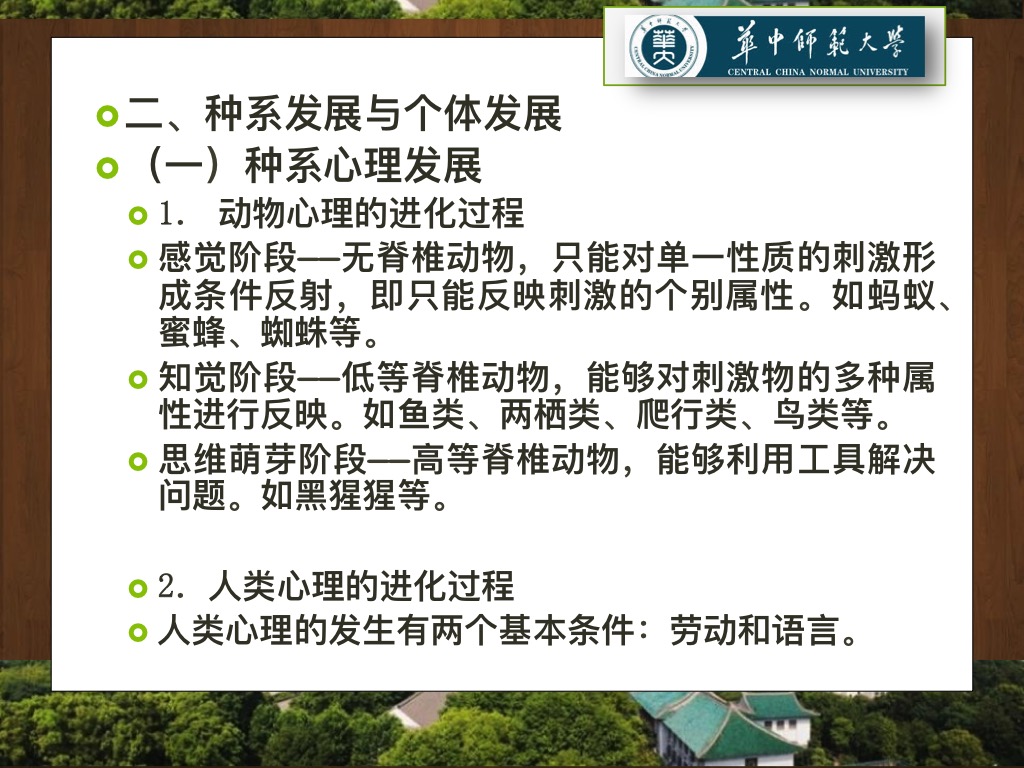 華中師範大學
CENTRAL CHINA NORMAL UNIVERSITY
二、种系发展与个体发展
（一）种系心理发展
1. 动物心理的进化过程
感觉阶段——无脊椎动物，只能对单一性质的刺激形
成条件反射，即只能反映刺激的个别属性。如蚂蚁、
蜜蜂、蜘蛛等。
知觉阶段——低等脊椎动物，能够对刺激物的多种属
性进行反映。如鱼类、两栖类、爬行类、鸟类等。
思维萌芽阶段——高等脊椎动物，能够利用工具解决
问题。如黑猩猩等。
2. 人类心理的进化过程
人类心理的发生有两个基本条件：劳动和语言。